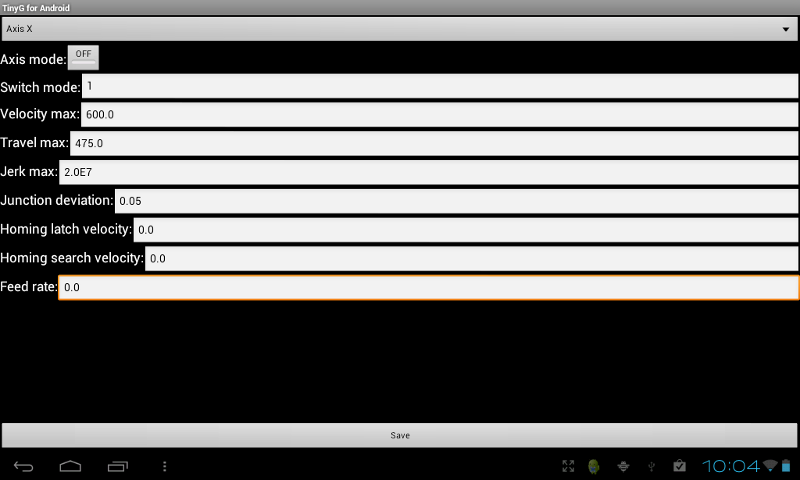 TinyG for Android
Axis X
Axis mode: OFF
Switch mode: 1
Velocity max: 600.0
Travel max: 475.0
Jerk max: 2.0E7
Junction deviation: 0.05
Homing latch velocity: 0.0
Homing search velocity: 0.0
Feed rate: 0.0
Save
10:04